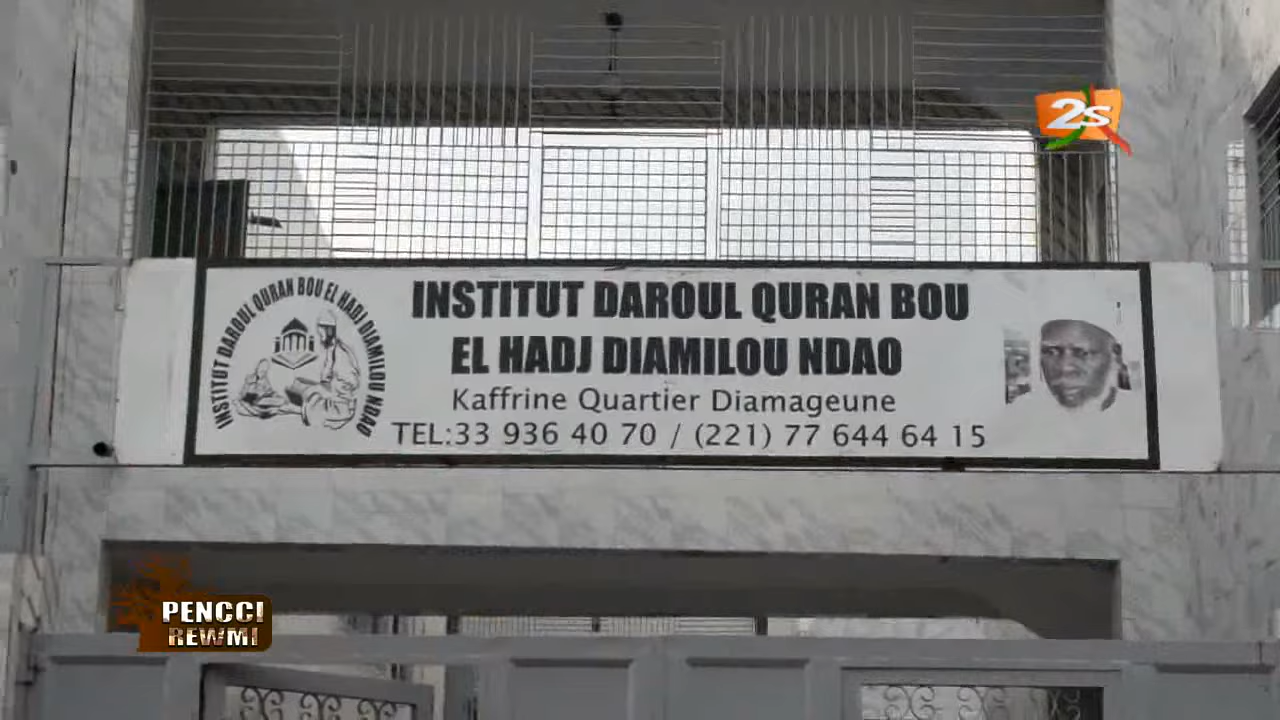 2s
INSTITUT DAROUL QURAN BOU EL HADJ DIAMILOU NDAO
INSTITUT DAROUL QURAN BOU
EL HADJ DIAMILOU NDAO
Kaffrine Quartier Diamageune
TEL:33 936 40 70 / (221) 77 644 64 15
PENCCI
REWMI